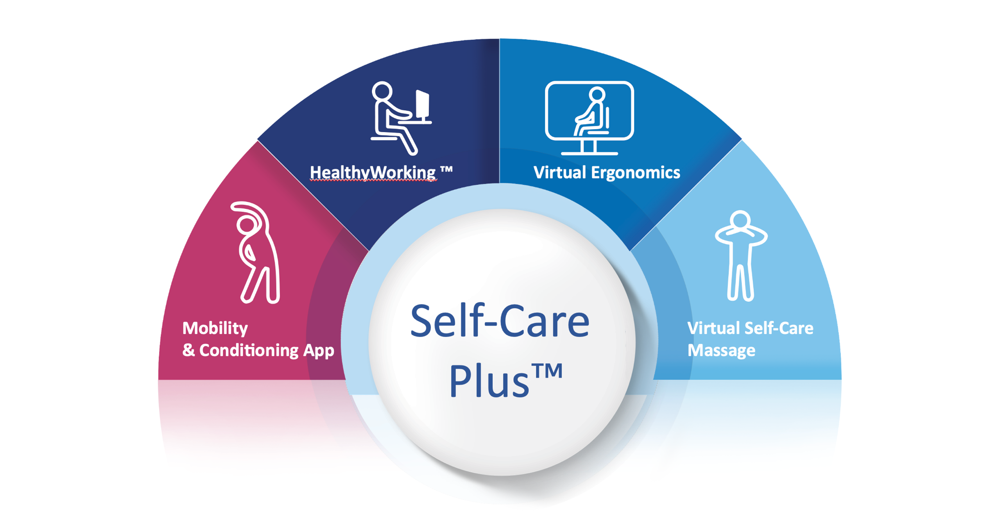 HealthyWorking ™
Virtual Ergonomics
Mobility
& Conditioning App
Virtual Self-Care
Massage
Self-Care
Plus™